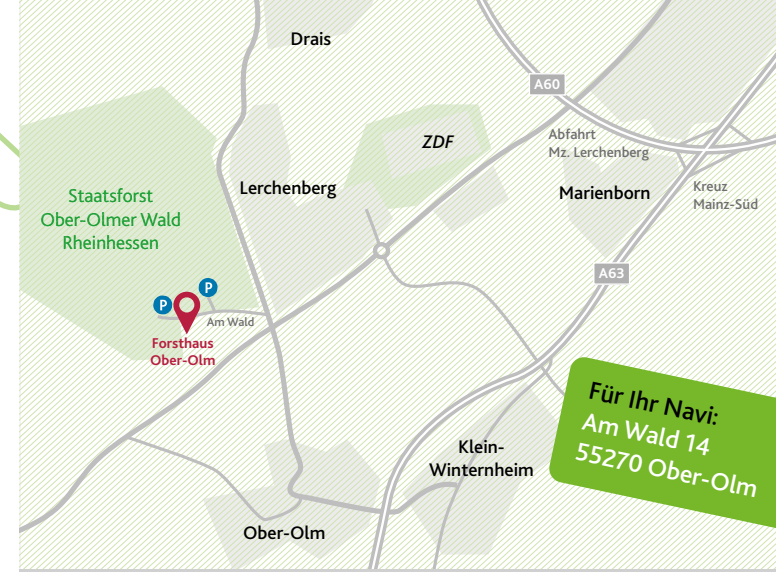 Drais
A60
ZDF
Abfahrt
Mz. Lerchenberg
Lerchenberg
Marienborn
Kreuz
Mainz-Süd
Staatsforst
Ober-Olmer Wald
Rheinhessen
A63
P
P
Am Wald
Forsthaus
Ober-Olm
Für Ihr Navi:
Am Wald 14
55270 Ober-Olm
Klein-
Winternheim
Ober-Olm